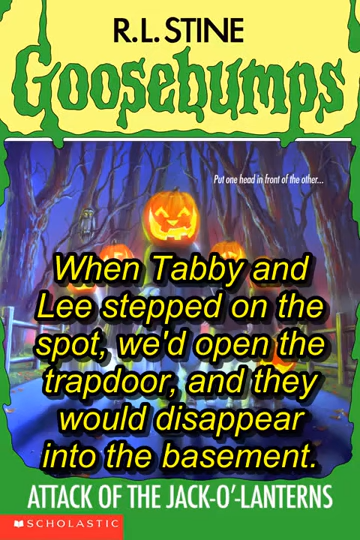 R.L. STINE
Goosebumps
Put one head in front of the other...
When Tabby and
Lee stepped on the
spot, we'd open the
trapdoor, and they
would disappear
into the basement.
ATTACK OF THE JACK-O'-LANTERNS
SCHOLASTIC